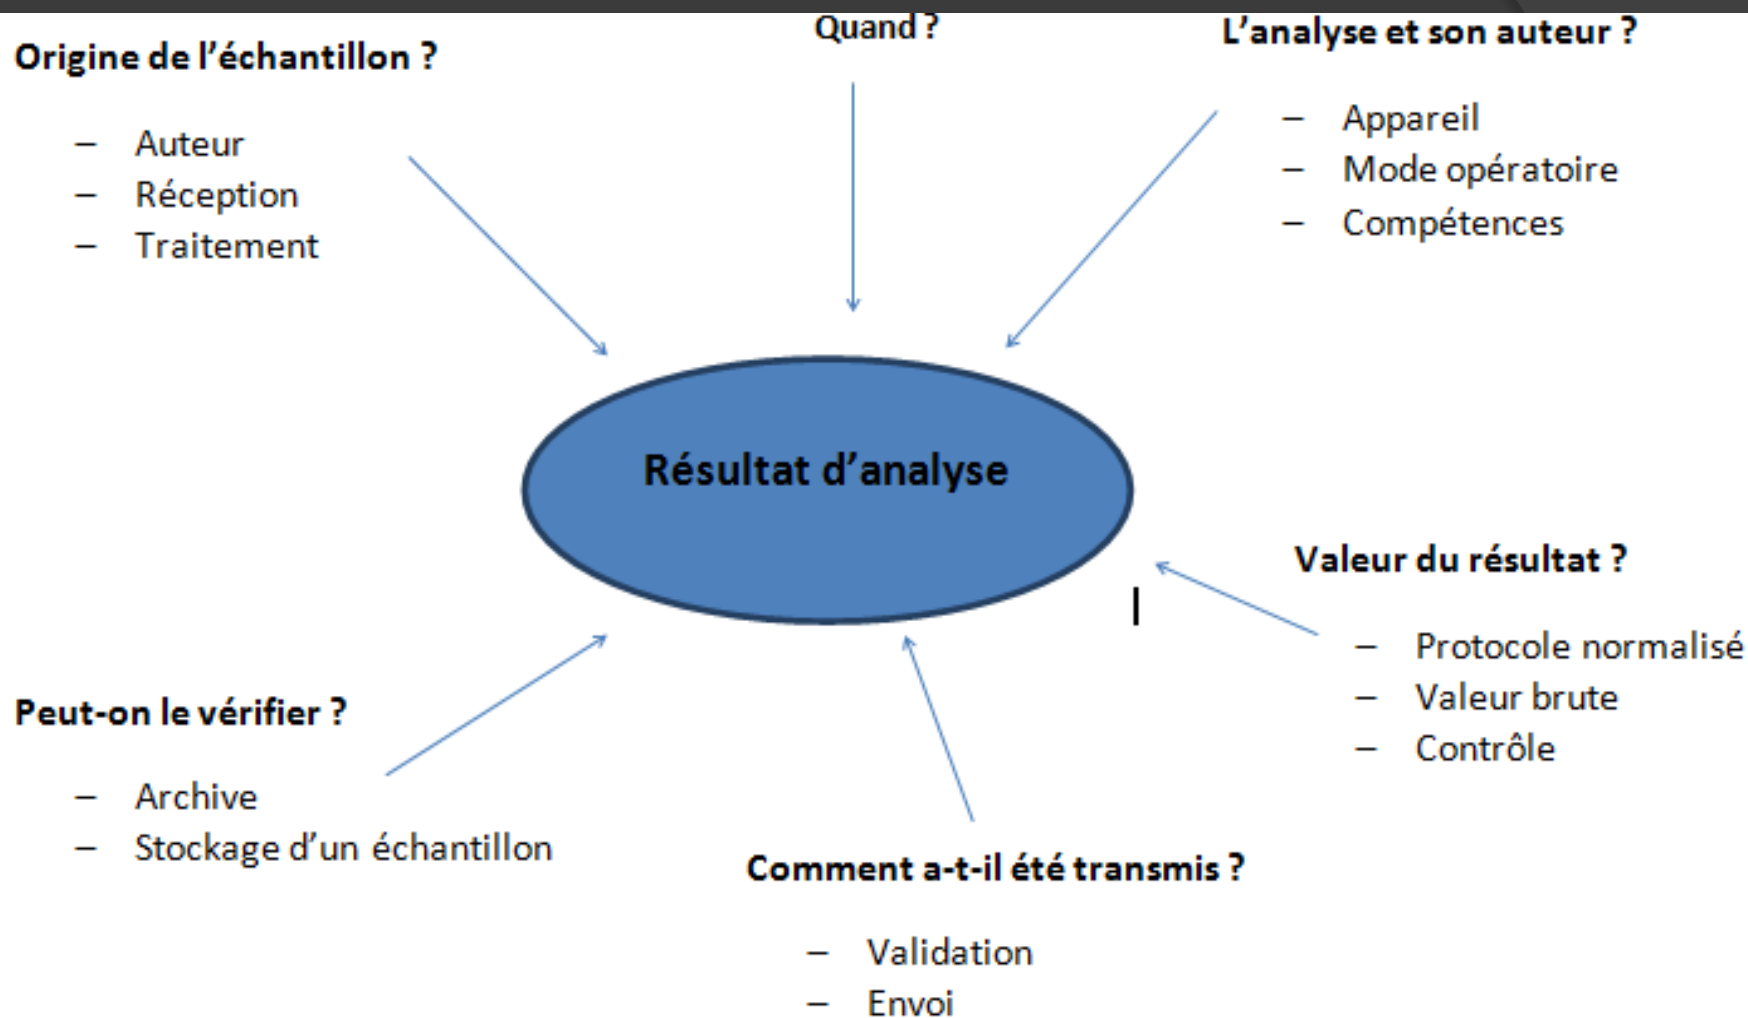 Quand ?
Origine de l’échantillon ?
– Auteur
– Réception
– Traitement
L’analyse et son auteur ?
– Appareil
– Mode opératoire
– Compétences
Résultat d’analyse
Valeur du résultat ?
– Protocole normalisé
– Valeur brute
– Contrôle
Peut-on le vérifier ?
– Archive
– Stockage d’un échantillon
Comment a-t-il été transmis ?
– Validation
– Envoi